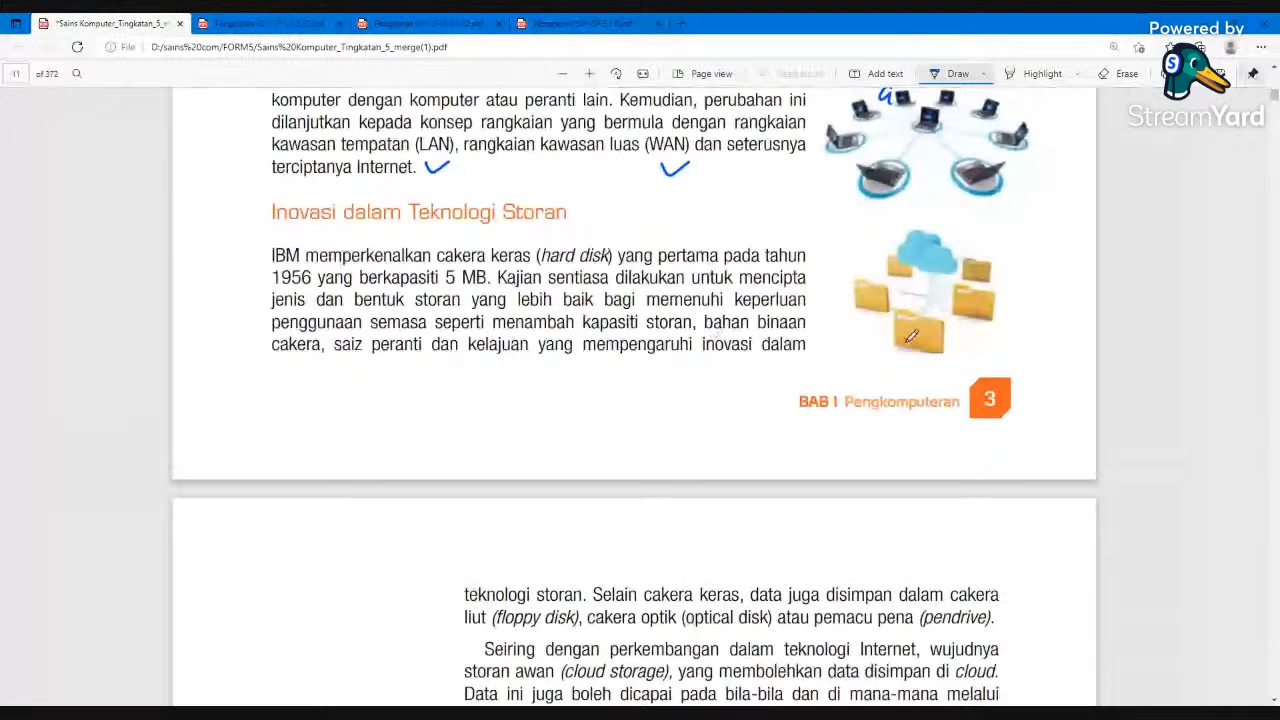 *Sains Komputer_Tingkatan_5_m
File
D:/sains%20com/FORM5/Sains%20Komputer_Tingkatan_5_merge(1).pdf
of 372
Page view
Add text
Draw
Highlight
Erase
Powered by
StreamYard
komputer dengan komputer atau peranti lain. Kemudian, perubahan ini
dilanjutkan kepada konsep rangkaian yang bermula dengan rangkaian
kawasan tempatan (LAN), rangkaian kawasan luas (WAN) dan seterusnya
terciptanya Internet.
Inovasi dalam Teknologi Storan
IBM memperkenalkan cakera keras (hard disk) yang pertama pada tahun
1956 yang berkapasiti 5 MB. Kajian sentiasa dilakukan untuk mencipta
jenis dan bentuk storan yang lebih baik bagi memenuhi keperluan
penggunaan semasa seperti menambah kapasiti storan, bahan binaan
cakera, saiz peranti dan kelajuan yang mempengaruhi inovasi dalam
BAB 1 Pengkomputeran 3
teknologi storan. Selain cakera keras, data juga disimpan dalam cakera
liut (floppy disk), cakera optik (optical disk) atau pemacu pena (pendrive).
Seiring dengan perkembangan dalam teknologi Internet, wujudnya
storan awan (cloud storage), yang membolehkan data disimpan di cloud.
Data ini juga boleh dicapai pada bila-bila dan di mana-mana melalui